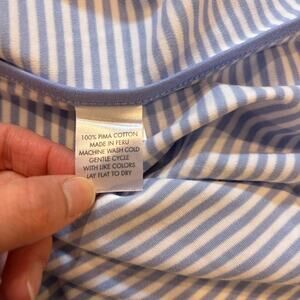 100% PIMA COTTON
MADE IN PERU
MACHINE WASH COLD
GENTLE CYCLE
WITH LIKE COLORS
LAY FLAT TO DRY